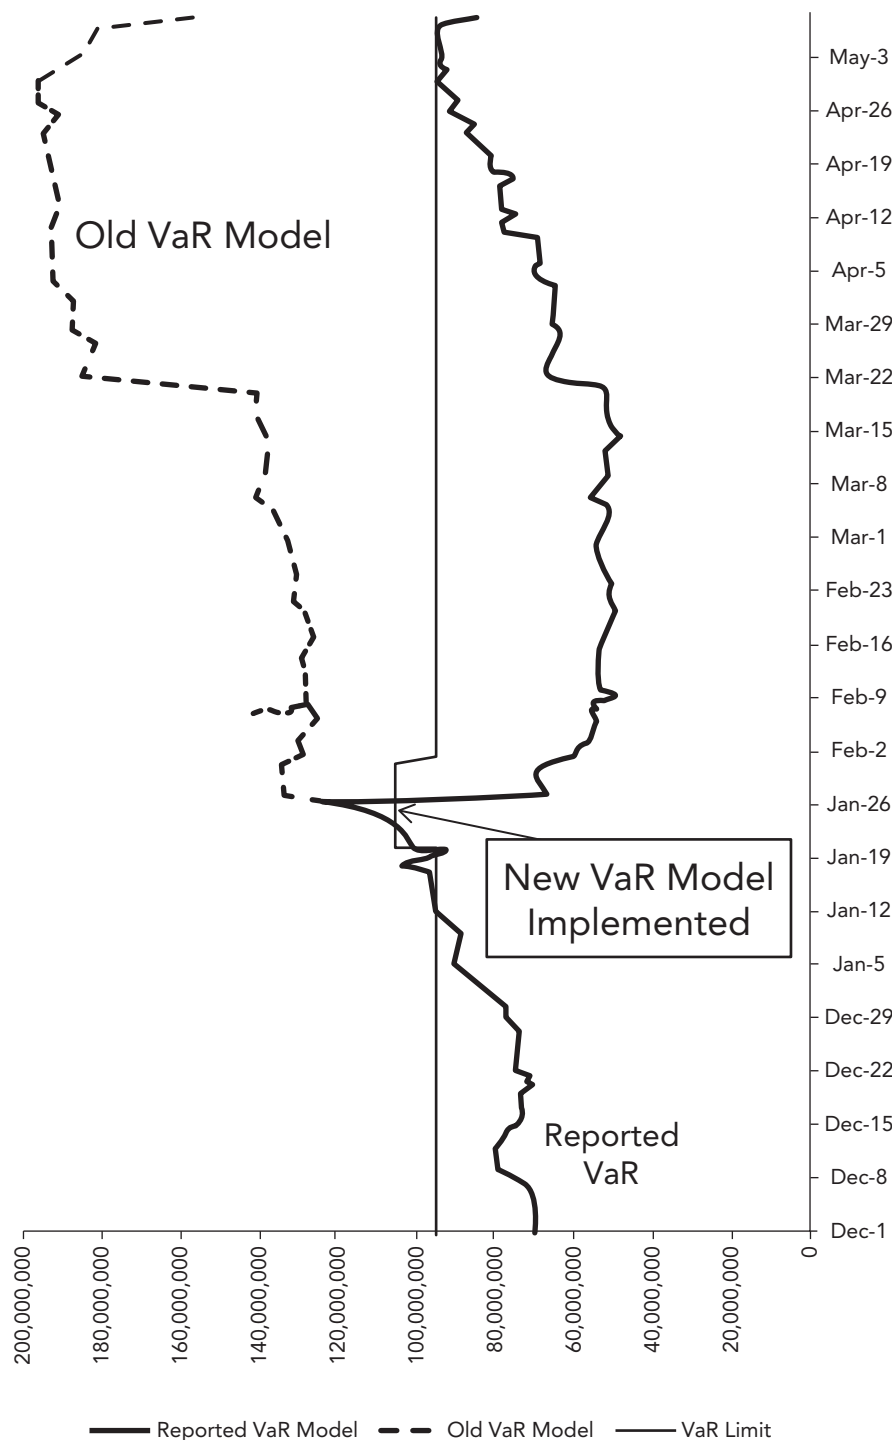 May-3
Apr-26
Apr-19
Apr-12
Old VaR Model
Apr-5
Mar-29
Mar-22
Mar-15
Mar-8
Mar-1
Feb-23
Feb-16
Feb-9
Feb-2
Jan-26
Jan-19
New VaR Model
Implemented
Jan-12
Jan-5
Dec-29
Dec-22
Dec-15
Reported
VaR
Dec-8
Dec-1
200,000,000
180,000,000
160,000,000
140,000,000
120,000,000
100,000,000
80,000,000
60,000,000
40,000,000
20,000,000
0
Reported VaR Model
Old VaR Model
VaR Limit